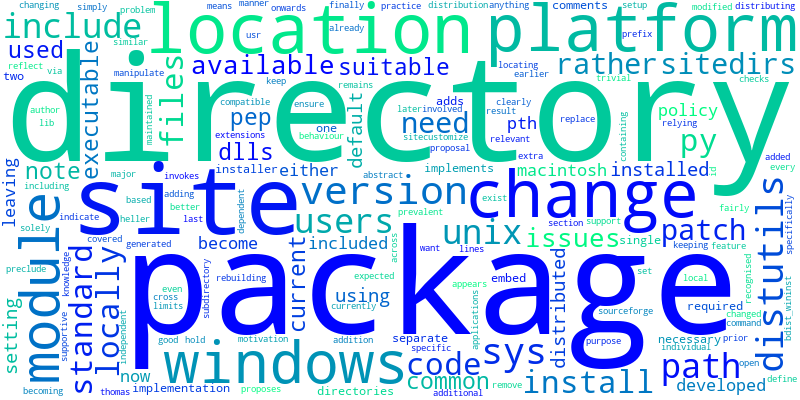 changing
simply
problem
distribution
anything
usr
already
reflect
similar
via
setup
finally
means
practice
manner
onwards
comments
modified
distributing
prefix
platform
location
include
used
two
files
available
suitable
rather
sitedirs
locating
earlier
manipulate
remains
keep
executable
directory
author
lib
maintained
compatible
extensions
ensure
behaviour
one
pep
adds
need
later
involved
result
sitecustomize
proposal
clearly
pth
relevant
replace
trivial
checks
policy
relying
py
containing
default
dlls
note
installer
either
abstract
implements
extra
macintosh
installed
id
added
every
major
invokes
including
leaving
solely
module
site
version
change
adding
based
better
last
heller
indicate
dependent
users
prevalent
unix
exist
section
support
issues
single
patch
keeping
feature
fairly
distutils
specifically
covered
generated
become
included
across
want
lines
preclude
knowledge
supportive
standard
locally
subdirectory
rebuilding
current
package
even
cross
limits
using
expected
currently
appears
embed
distributed
set
sourceforge
required
local
changed
command
recognised
bdist_wininst
setting
independent
good
hold
motivation
addition
separate
specific
applications
sys
purpose
necessary
individual
prior
open
define
windows
code
path
becoming
thomas
now
implementation
proposes
directories
common
additional
remove
install
developed